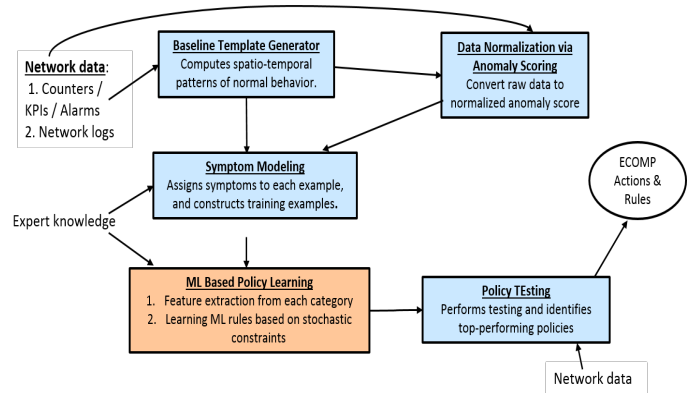 Network data:
1. Counters /
KPIs / Alarms
2. Network logs
Baseline Template Generator
Computes spatio-temporal
patterns of normal behavior.
Data Normalization via
Anomaly Scoring
Convert raw data to
normalized anomaly score
Symptom Modeling
Assigns symptoms to each example,
and constructs training examples.
ECOMP
Actions &
Rules
Expert knowledge
ML Based Policy Learning
1. Feature extraction from each category
2. Learning ML rules based on stochastic
constraints
Policy TEsting
Performs testing and identifies
top-performing policies
Network data